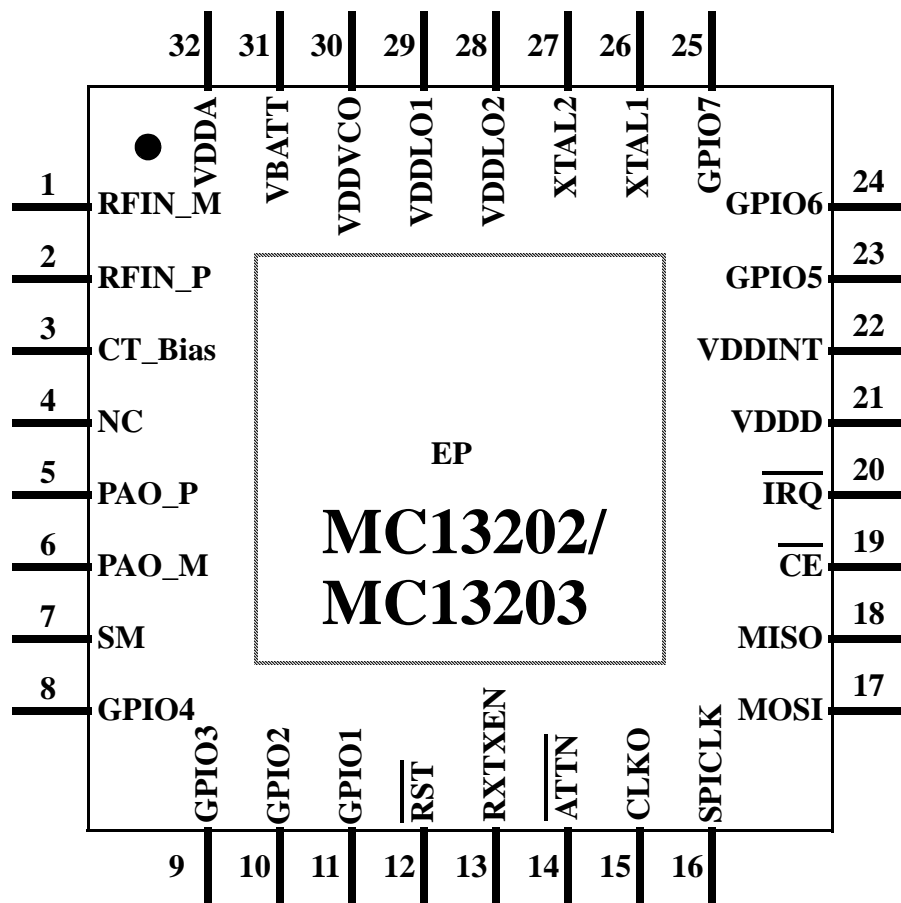 32 31 30 29 28 27 26 25
VDDA
VBATT
VDDVCO
VDDLO1
VDDLO2
XTAL2
XTAL1
GPIO7
1 RFIN_M
2 RFIN_P
3 CT_Bias
4 NC
5 PAO_P
6 PAO_M
7 SM
8 GPIO4
EP
MC13202/
MC13203
GPIO6 24
GPIO5 23
VDDINT 22
VDDD 21
IRQ 20
CE 19
MISO 18
MOSI 17
GPIO3
GPIO2
GPIO1
RST
RXTXEN
ATTN
CLKO
SPICLK
9 10 11 12 13 14 15 16